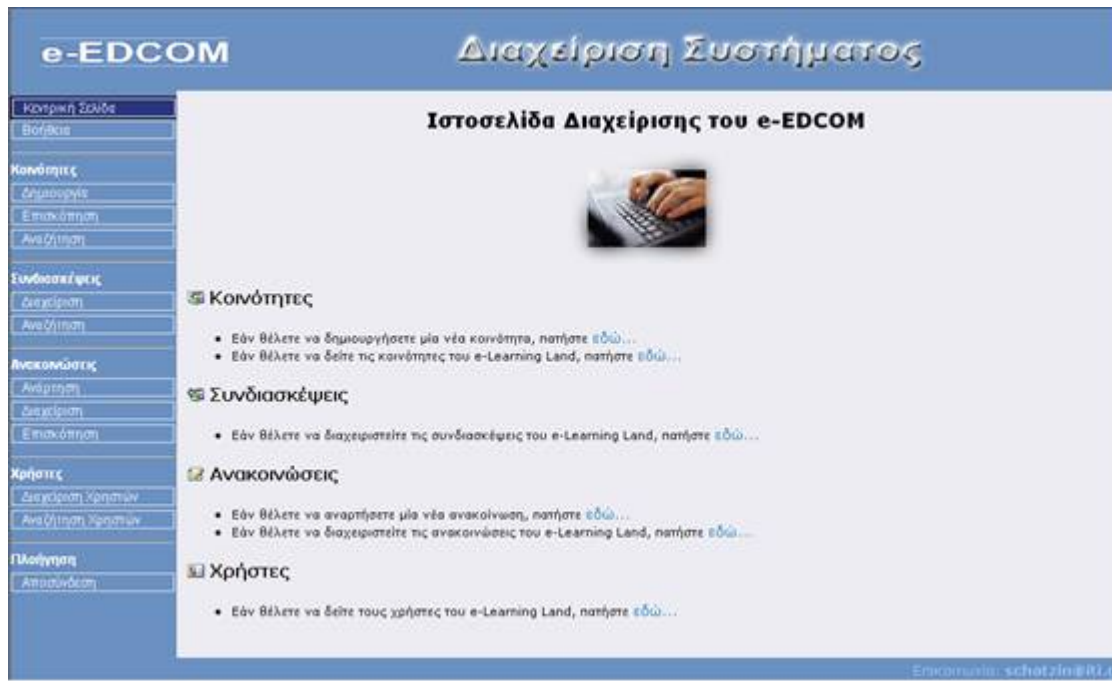 e-EDCOM
Διαχείριση Συστήματος
Κεντρική Σελίδα
Βοήθεια
Κοινότητες
Δημιουργία
Επισκόπηση
Αναζήτηση
Συνδιασκέψεις
Διαχείριση
Αναζήτηση
Ανακοινώσεις
Ανάρτηση
Διαχείριση
Επισκόπηση
Χρήστες
Διαχείριση Χρηστών
Αναζήτηση Χρηστών
Πλοήγηση
Αποσύνδεση
Ιστοσελίδα Διαχείρισης του e-EDCOM
Κοινότητες
• Εάν θέλετε να δημιουργήσετε μία νέα κοινότητα, πατήστε εδώ...
• Εάν θέλετε να δείτε τις κοινότητες του e-Learning Land, πατήστε εδώ...
Συνδιασκέψεις
• Εάν θέλετε να διαχειριστείτε τις συνδιασκέψεις του e-Learning Land, πατήστε εδώ...
Ανακοινώσεις
• Εάν θέλετε να αναρτήσετε μία νέα ανακοίνωση, πατήστε εδώ...
• Εάν θέλετε να διαχειριστείτε τις ανακοινώσεις του e-Learning Land, πατήστε εδώ...
Χρήστες
• Εάν θέλετε να δείτε τους χρήστες του e-Learning Land, πατήστε εδώ...
Επικοινωνία: